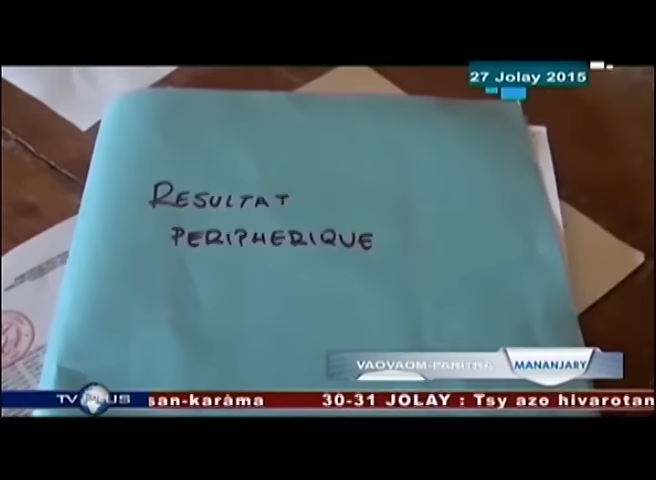 27 Jolay 2015
RESULTAT
PERIPHERIQUE
VAOVAOM-PARITRA MANANJARY
TV PLUS
san-karàma 30-31 JOLAY : Tsy azo hivarotan